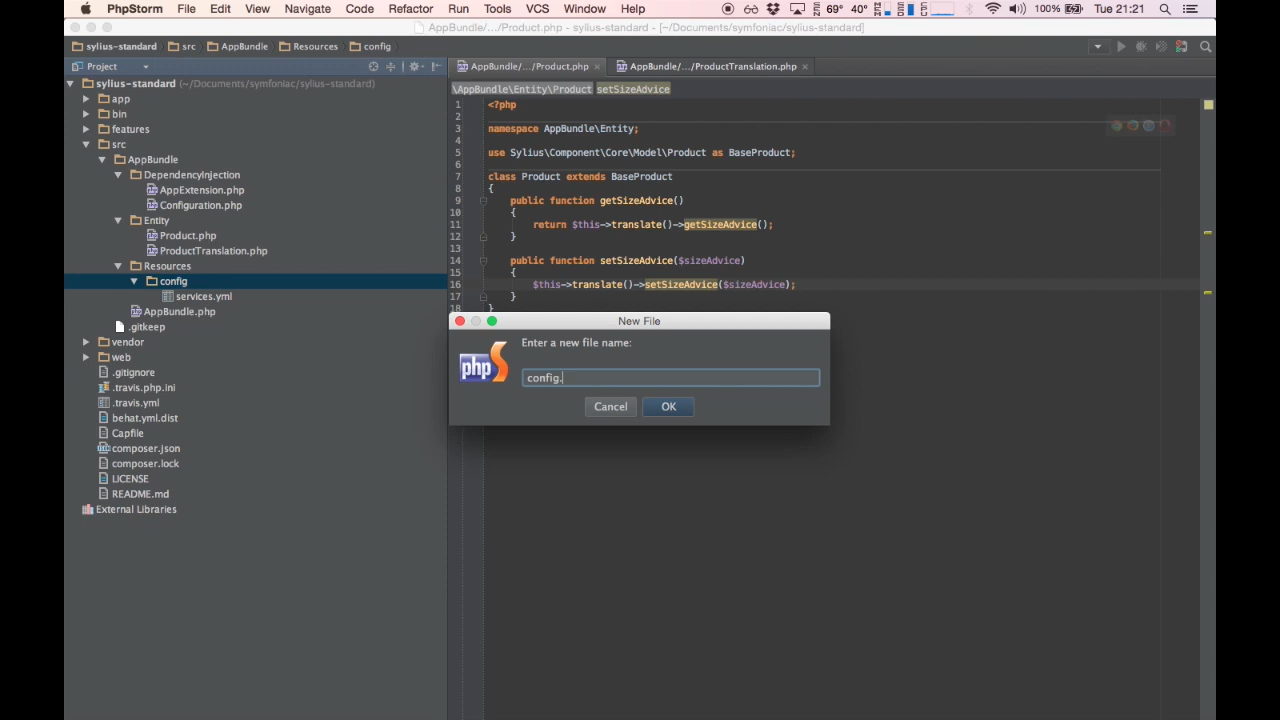 PhpStorm File Edit View Navigate Code Refactor Run Tools VCS Window Help 69° 40° 100% Tue 21:21
AppBundle/.../Product.php - sylius-standard - [~/Documents/symfoniac/sylius-standard]
sylius-standard src AppBundle Resources config
Project
AppBundle/.../Product.php AppBundle/.../ProductTranslation.php
\AppBundle\Entity\Product setSizeAdvice
sylius-standard (~/Documents/symfoniac/sylius-standard)
app
bin
features
src
AppBundle
DependencyInjection
AppExtension.php
Configuration.php
Entity
Product.php
ProductTranslation.php
Resources
config
services.yml
AppBundle.php
.gitkeep
vendor
web
.gitignore
.travis.php.ini
.travis.yml
behat.yml.dist
Capfile
composer.json
composer.lock
LICENSE
README.md
External Libraries
1 <?php
2
3 namespace AppBundle\Entity;
4
5 use Sylius\Component\Core\Model\Product as BaseProduct;
6
7 class Product extends BaseProduct
8 {
9 public function getSizeAdvice()
10 {
11 return $this->translate()->getSizeAdvice();
12 }
13
14 public function setSizeAdvice($sizeAdvice)
15 {
16 $this->translate()->setSizeAdvice($sizeAdvice);
17 }
18 }
New File
Enter a new file name:
php S
config.
Cancel OK